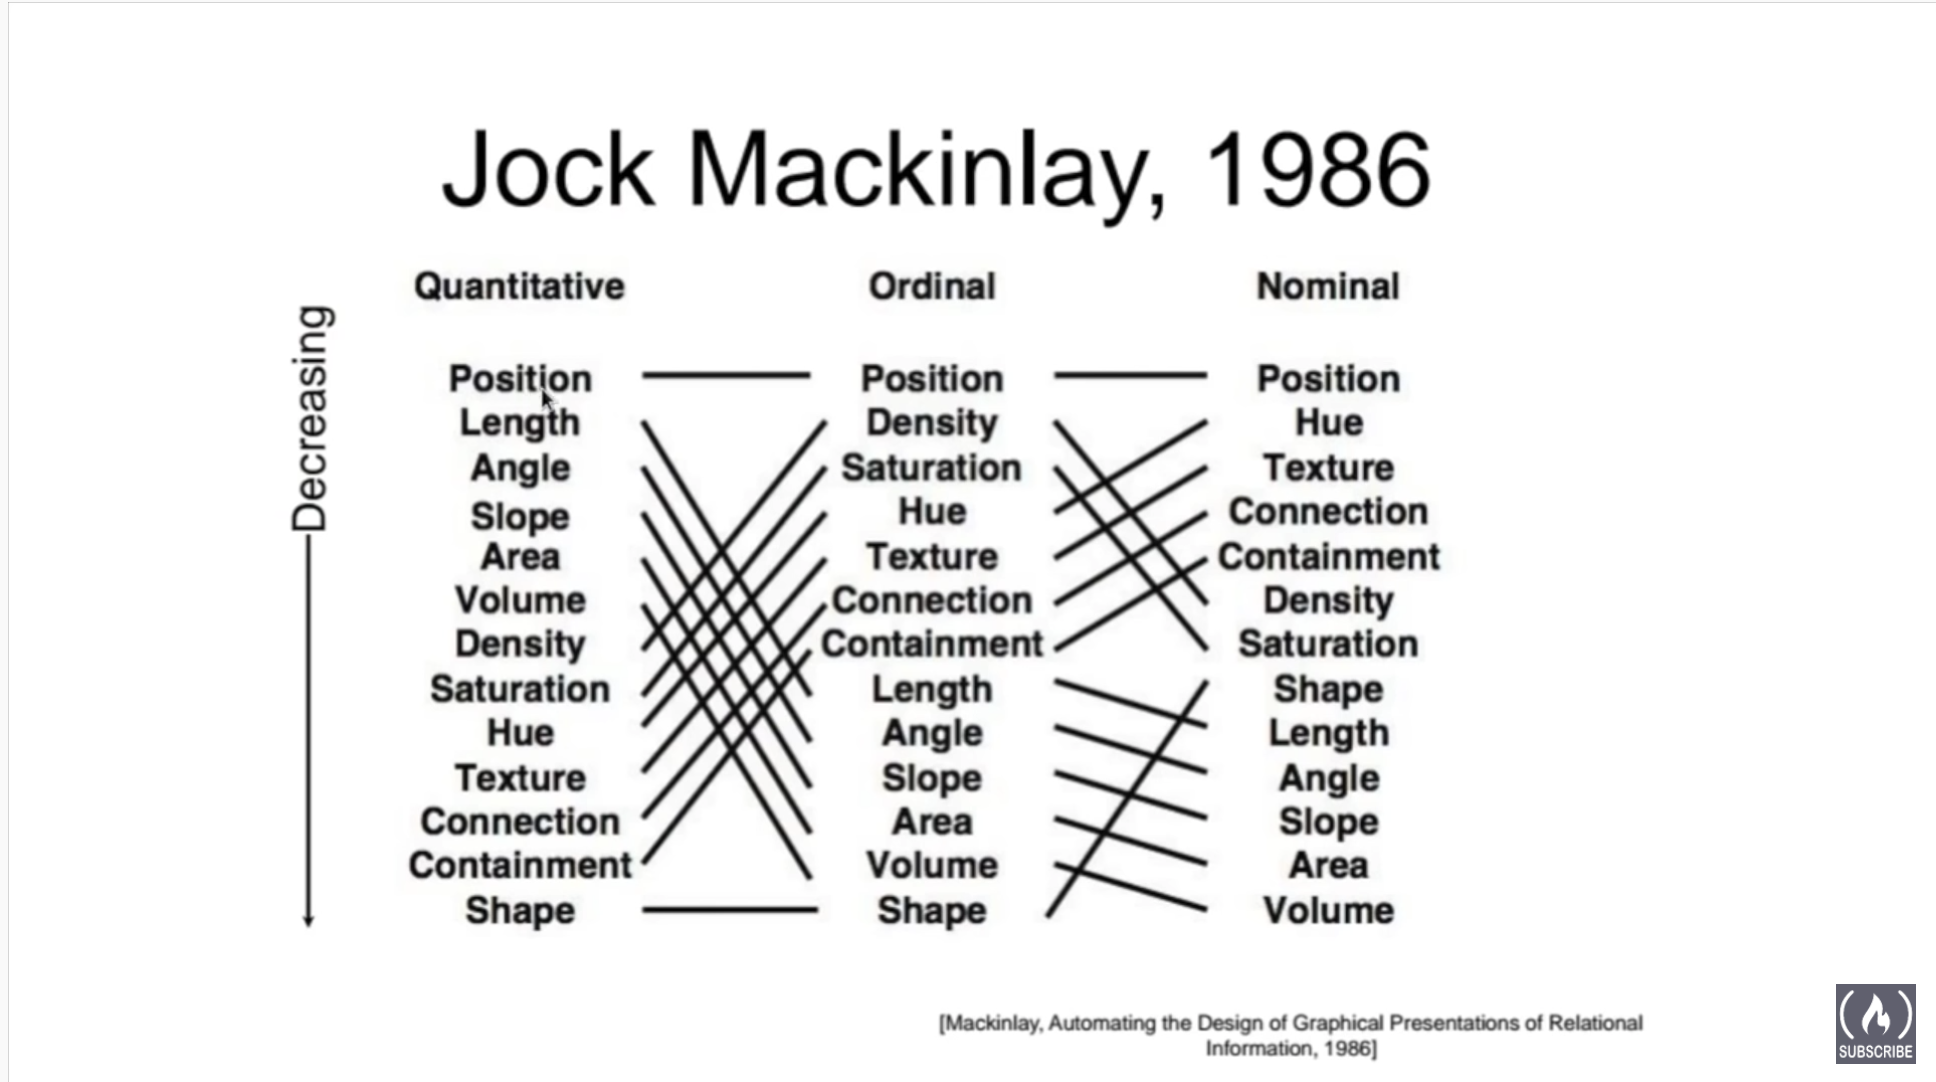 Jock Mackinlay, 1986
Decreasing
Quantitative Ordinal Nominal
Position Position Position
Length Density Hue
Angle Saturation Texture
Slope Hue Connection
Area Texture Containment
Volume Connection Density
Density Containment Saturation
Saturation Length Shape
Hue Angle Length
Texture Slope Angle
Connection Area Slope
Containment Volume Area
Shape Shape Volume
[Mackinlay, Automating the Design of Graphical Presentations of Relational
Information, 1986]
SUBSCRIBE